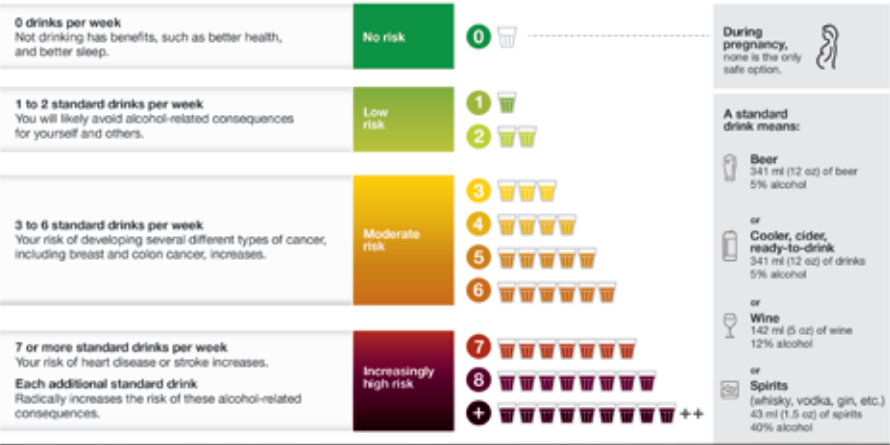 0 drinks per week
Not drinking has benefits, such as better health,
and better sleep.
No risk
0
During
pregnancy,
none is the only
safe option.
1 to 2 standard drinks per week
You will likely avoid alcohol-related consequences
for yourself and others.
Low
risk
1
2
3 to 6 standard drinks per week
Your risk of developing several different types of cancer,
including breast and colon cancer, increases.
Moderate
risk
3
4
5
6
7 or more standard drinks per week
Your risk of heart disease or stroke increases.
Each additional standard drink
Radically increases the risk of these alcohol-related
consequences.
Increasingly
high risk
7
8
+
++
A standard
drink means:
Beer
341 ml (12 oz) of beer
5% alcohol
or
Cooler, cider,
ready-to-drink
341 ml (12 oz) of drinks
5% alcohol
or
Wine
142 ml (5 oz) of wine
12% alcohol
or
Spirits
(whisky, vodka, gin, etc.)
43 ml (1.5 oz) of spirits
40% alcohol